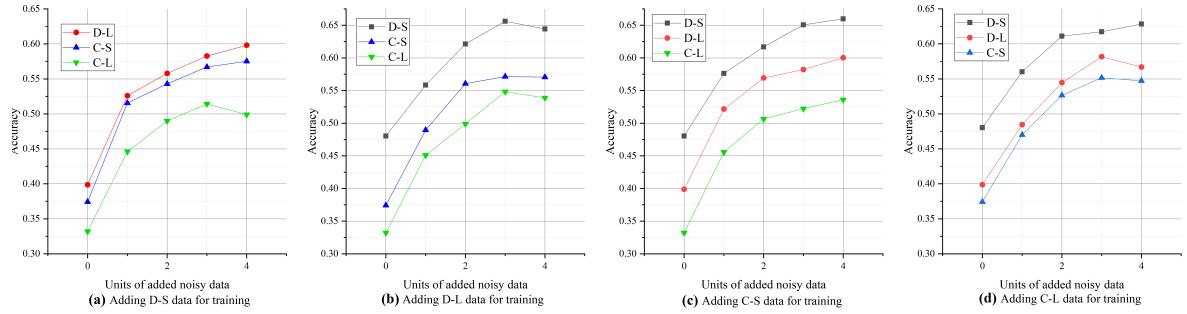 D-L
C-S
C-L
0.65
0.60
0.55
0.50
0.45
0.40
0.35
0.30
Accuracy
0 2 4
Units of added noisy data
(a) Adding D-S data for training
D-S
C-S
C-L
0.65
0.60
0.55
0.50
0.45
0.40
0.35
0.30
Accuracy
0 2 4
Units of added noisy data
(b) Adding D-L data for training
D-S
D-L
C-L
0.65
0.60
0.55
0.50
0.45
0.40
0.35
0.30
Accuracy
0 2 4
Units of added noisy data
(c) Adding C-S data for training
D-S
D-L
C-S
0.65
0.60
0.55
0.50
0.45
0.40
0.35
0.30
Accuracy
0 2 4
Units of added noisy data
(d) Adding C-L data for training